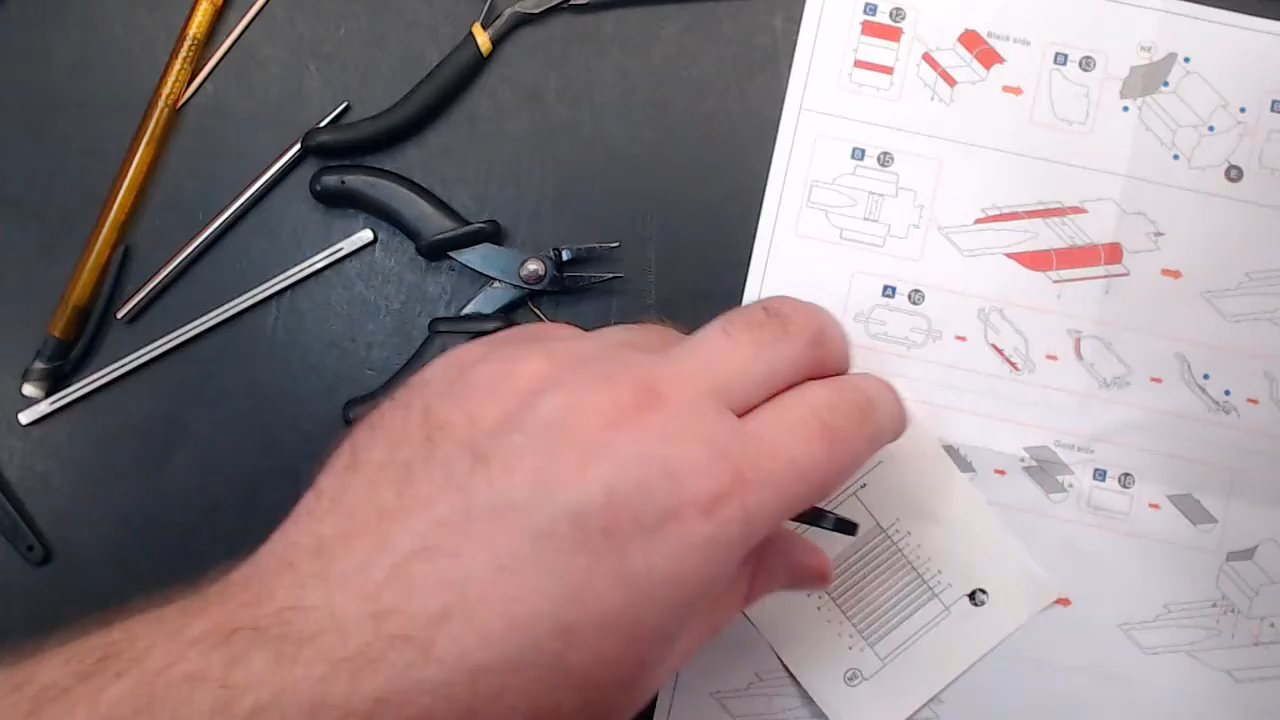 C 12
Black side
B 13
NE
B
E
B 15
A 16
Gold side
C 18
NE